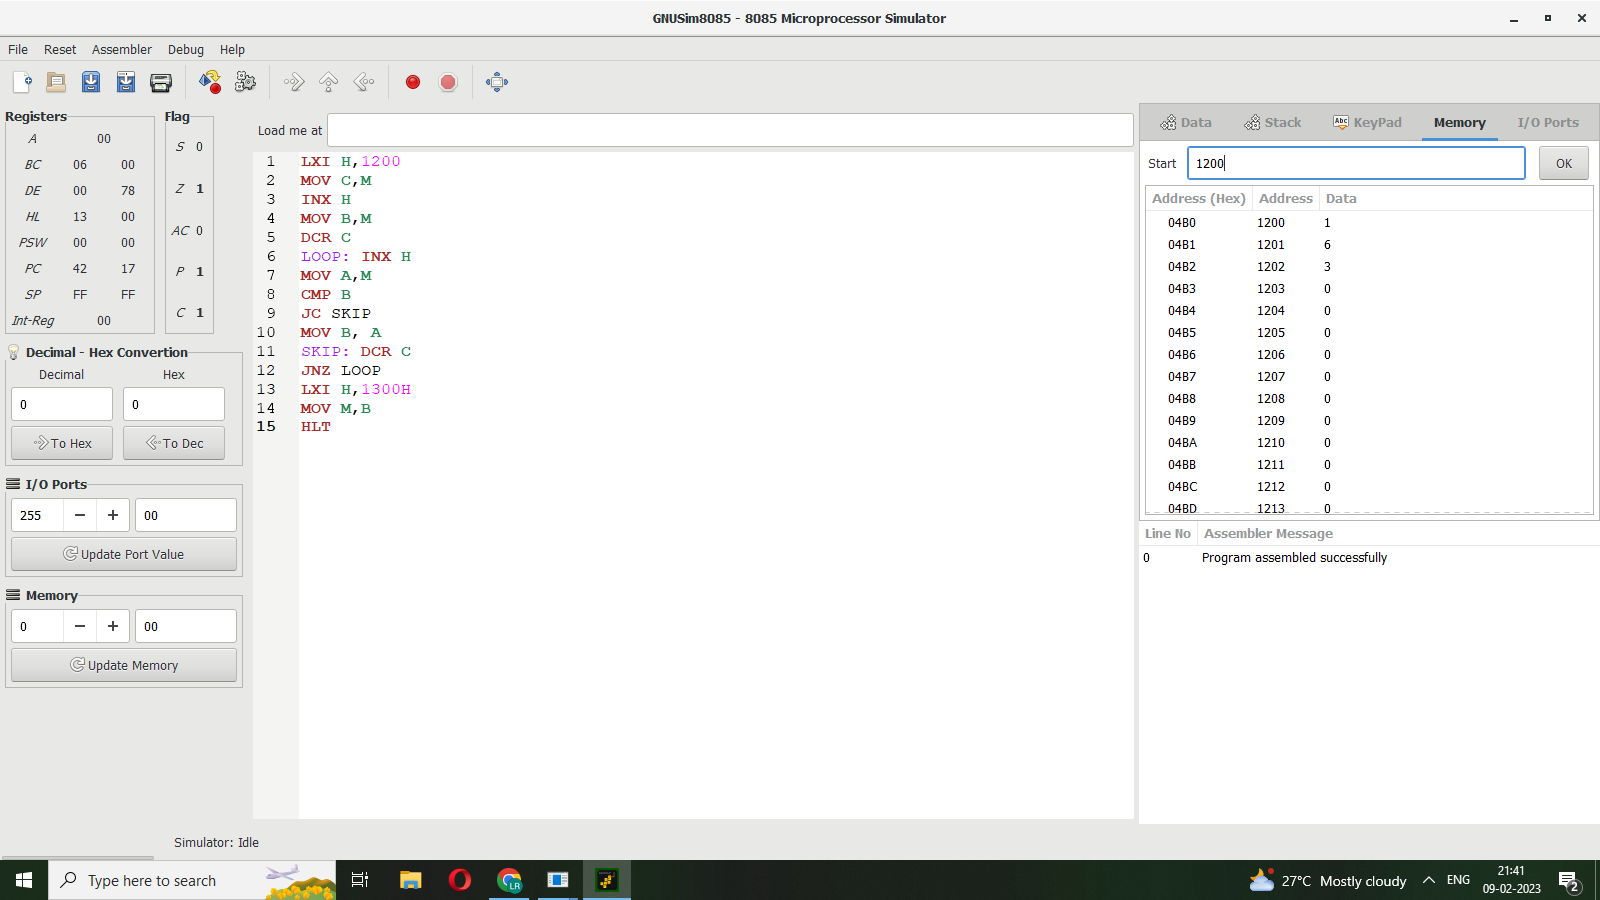 GNUSim8085 - 8085 Microprocessor Simulator
File Reset Assembler Debug Help
Registers
A 00
BC 06 00
DE 00 78
HL 13 00
PSW 00 00
PC 42 17
SP FF FF
Int-Reg 00
Flag
S 0
Z 1
AC 0
P 1
C 1
Decimal - Hex Convertion
Decimal Hex
0 0
To Hex To Dec
I/O Ports
255 − + 00
Update Port Value
Memory
0 − + 00
Update Memory
Load me at
1 LXI H,1200
2 MOV C,M
3 INX H
4 MOV B,M
5 DCR C
6 LOOP: INX H
7 MOV A,M
8 CMP B
9 JC SKIP
10 MOV B, A
11 SKIP: DCR C
12 JNZ LOOP
13 LXI H,1300H
14 MOV M,B
15 HLT
Data Stack Abc KeyPad Memory I/O Ports
Start 1200 OK
Address (Hex) Address Data
04B0 1200 1
04B1 1201 6
04B2 1202 3
04B3 1203 0
04B4 1204 0
04B5 1205 0
04B6 1206 0
04B7 1207 0
04B8 1208 0
04B9 1209 0
04BA 1210 0
04BB 1211 0
04BC 1212 0
04BD 1213 0
Line No Assembler Message
0 Program assembled successfully
Simulator: Idle
Type here to search
LR
27°C Mostly cloudy
ENG
21:41
09-02-2023
2